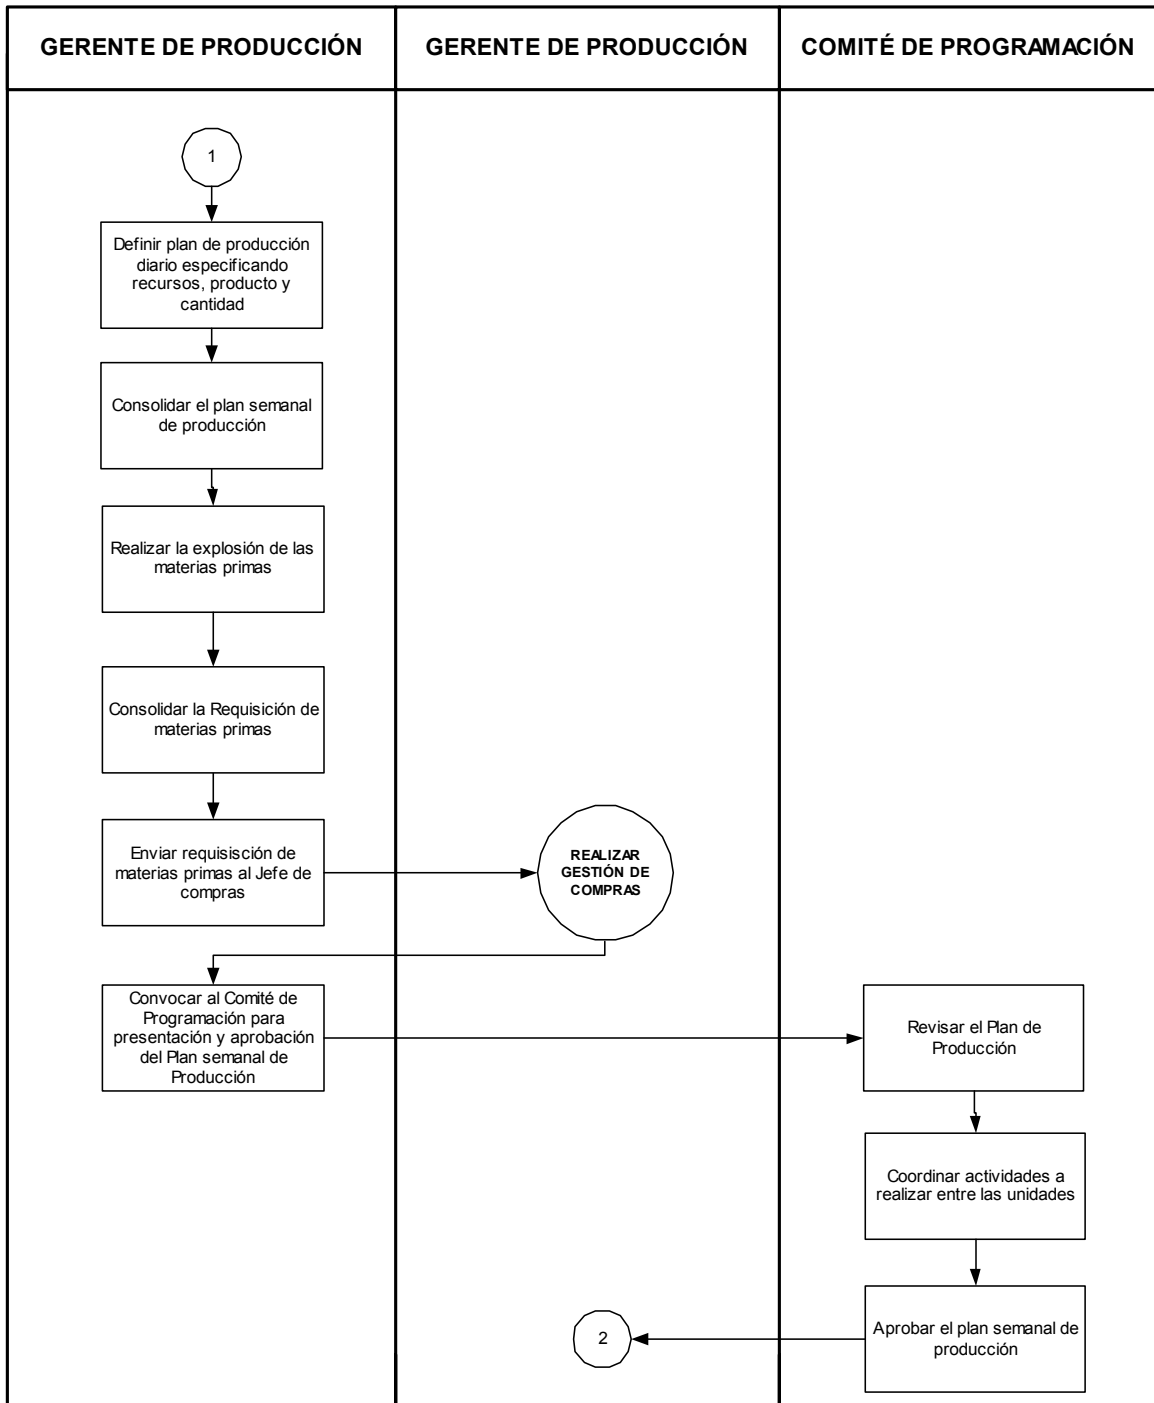 GERENTE DE PRODUCCIÓN
GERENTE DE PRODUCCIÓN
COMITÉ DE PROGRAMACIÓN
1
Definir plan de producción
diario especificando
recursos, producto y
cantidad
Consolidar el plan semanal
de producción
Realizar la explosión de las
materias primas
Consolidar la Requisición de
materias primas
Enviar requisisción de
materias primas al Jefe de
compras
REALIZAR
GESTIÓN DE
COMPRAS
Convocar al Comité de
Programación para
presentación y aprobación
del Plan semanal de
Producción
Revisar el Plan de
Producción
Coordinar actividades a
realizar entre las unidades
Aprobar el plan semanal de
producción
2